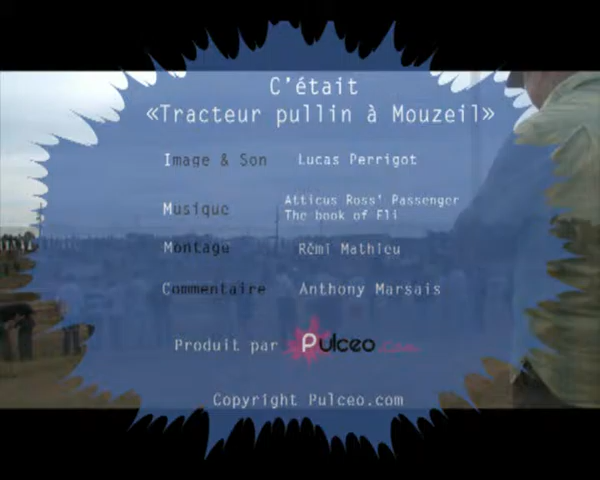 C'était
«Tracteur pullin à Mouzeil»
Image & Son Lucas Perrigot
Musique Atticus Ross' Passenger
The book of Eli
Montage Rémi Mathieu
Commentaire Anthony Marsais
Produit par Pulceo.com
Copyright Pulceo.com